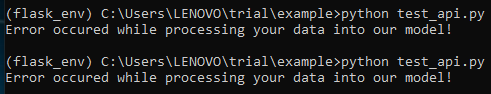 (flask_env) C:\Users\LENOVO\trial\example>python test_api.py
Error occured while processing your data into our model!
(flask_env) C:\Users\LENOVO\trial\example>python test_api.py
Error occured while processing your data into our model!